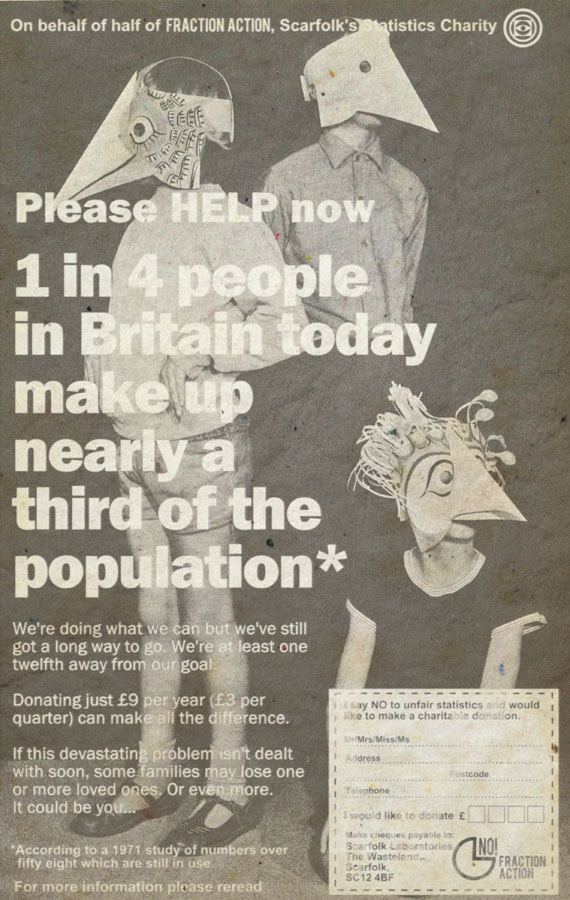 On behalf of half of FRACTION ACTION, Scarfolk's Statistics Charity
Please HELP now
1 in 4 people
in Britain today
make up
nearly a
third of the
population*
We're doing what we can but we've still
got a long way to go. We're at least one
twelfth away from our goal.
Donating just £9 per year (£3 per
quarter) can make all the difference.
If this devastating problem isn't dealt
with soon, some families may lose one
or more loved ones. Or even more.
It could be you...
*According to a 1971 study of numbers over
fifty eight which are still in use
For more information please reread
I say NO to unfair statistics and would
like to make a charitable donation.
Mr/Mrs/Miss/Ms
Address
Postcode
Telephone
I would like to donate £
Make cheques payable to:
Scarfolk Laboratories
The Wasteland
Scarfolk,
SC12 4BF
NO!
FRACTION
ACTION